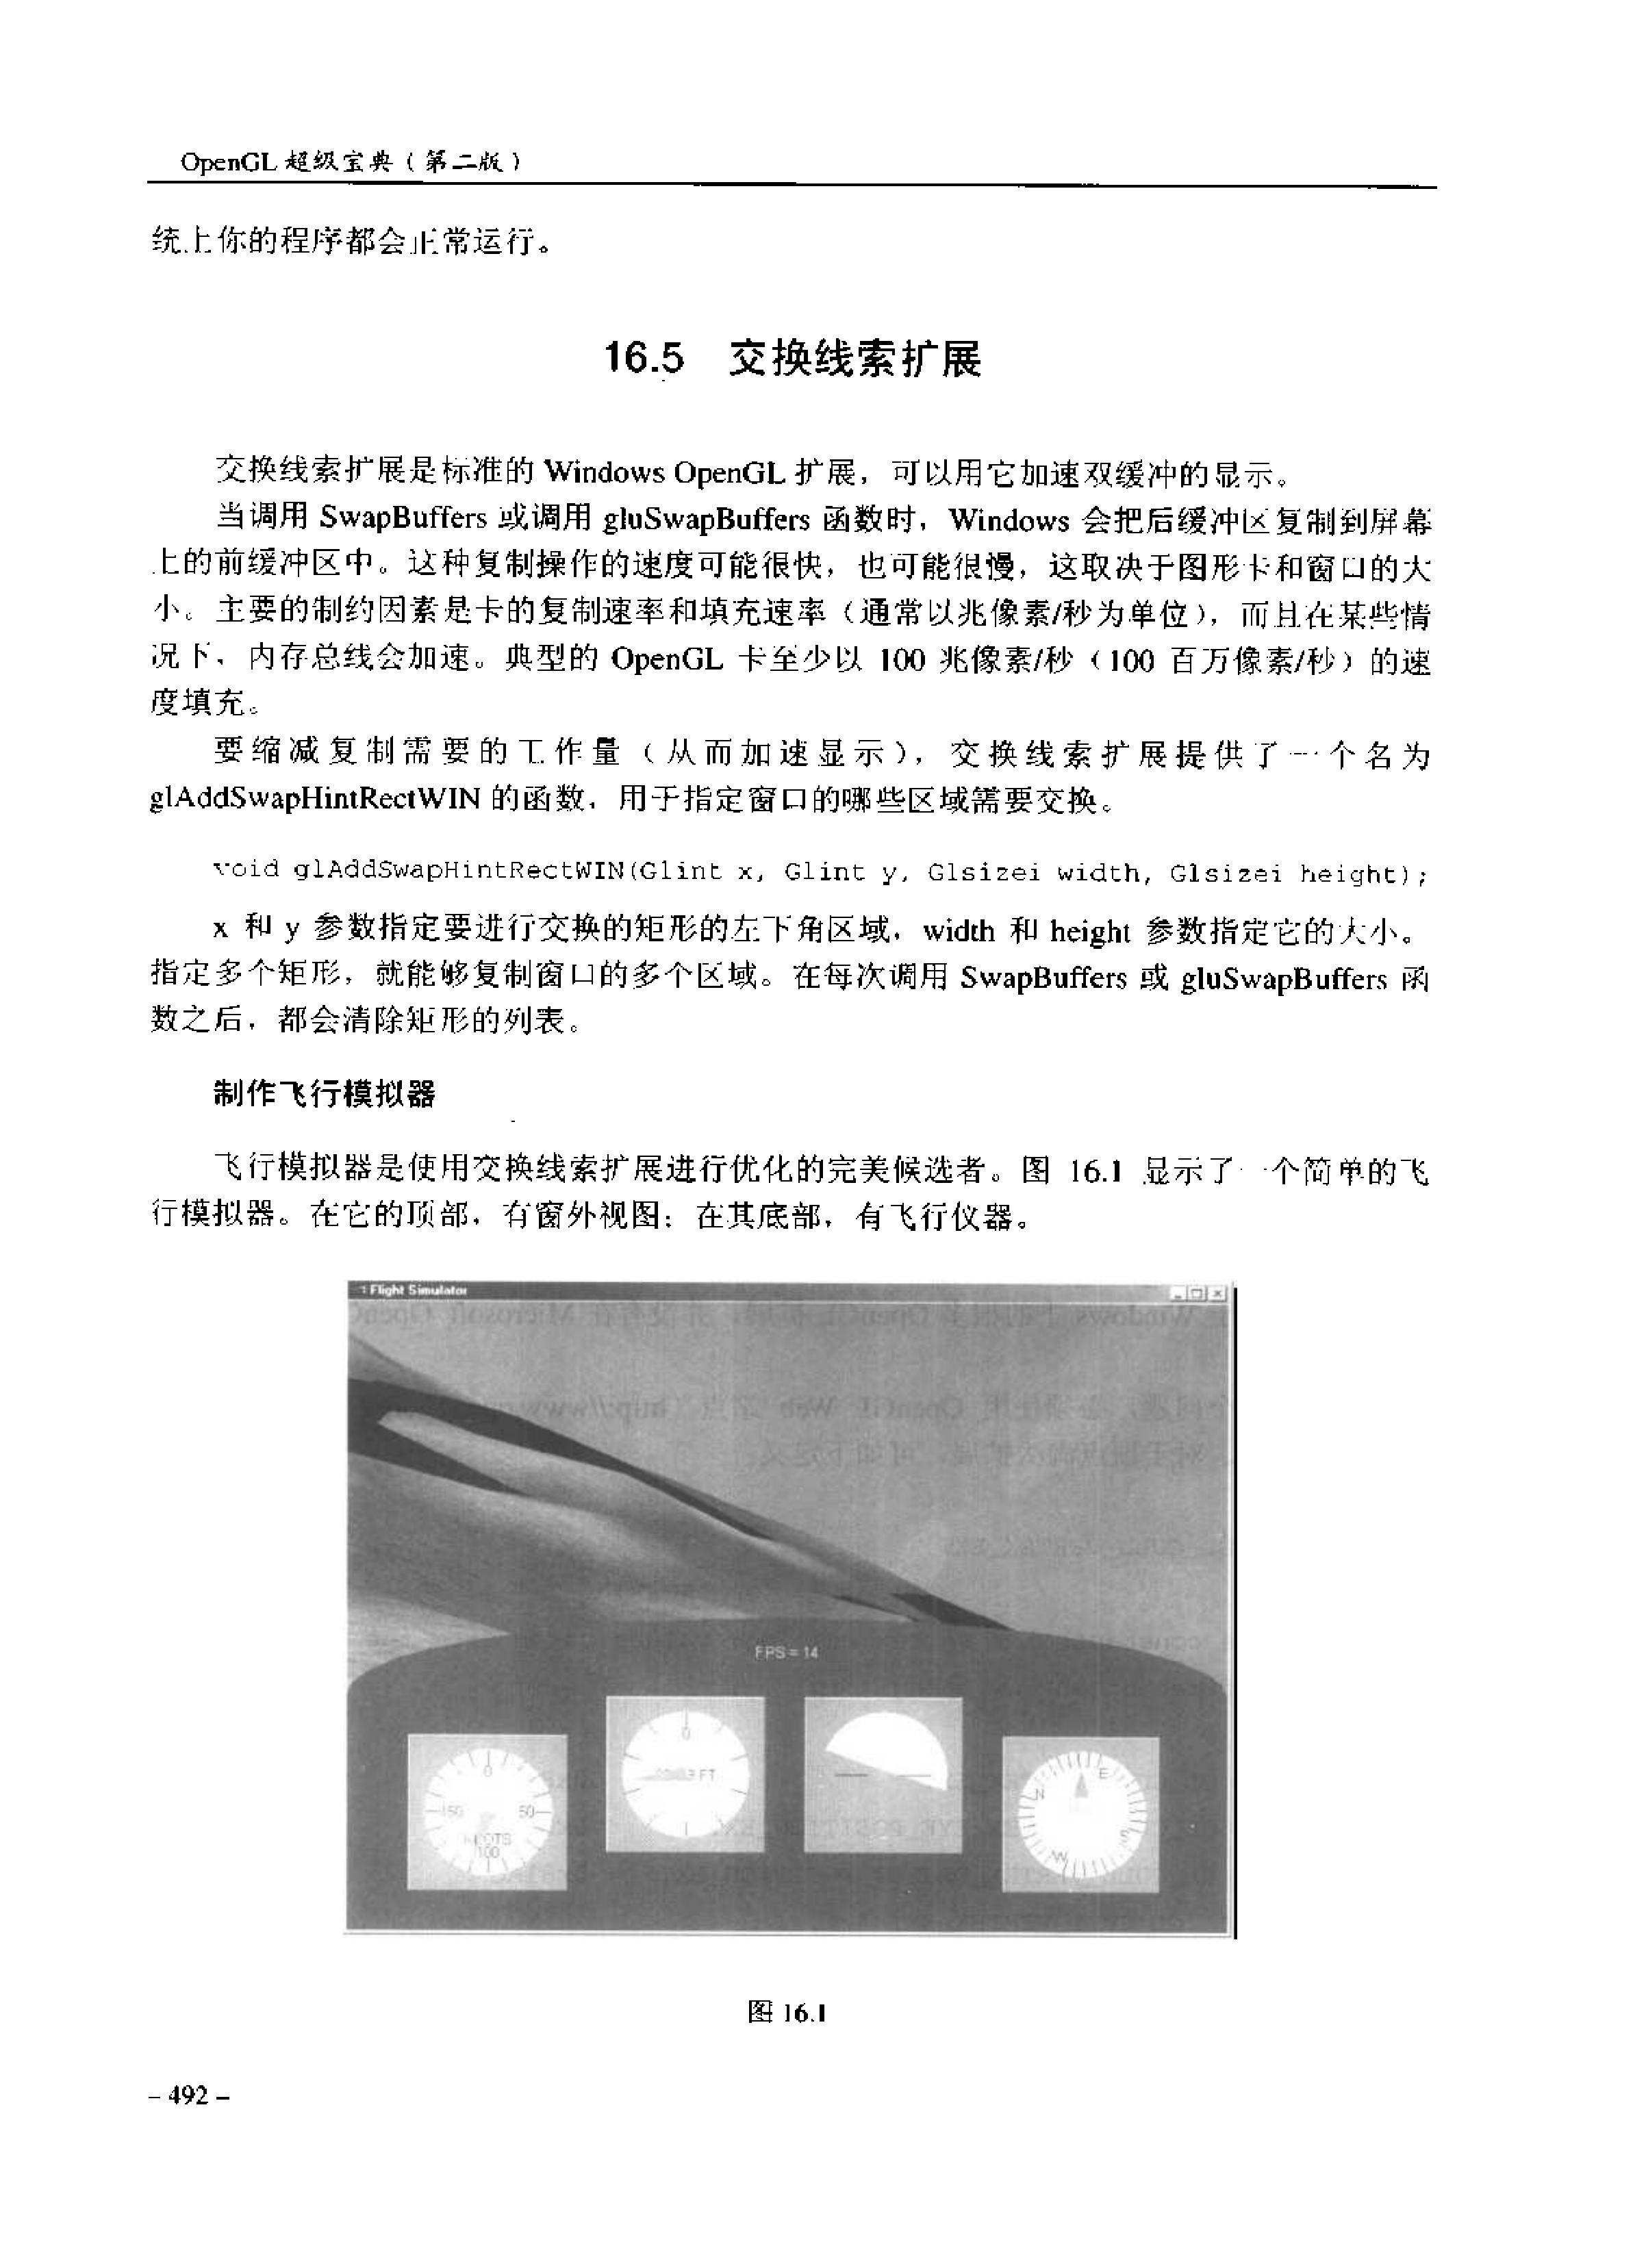 OpenGL 超级宝典（第二版）
统上你的程序都会正常运行。
16.5 交换线索扩展
交换线索扩展是标准的 Windows OpenGL 扩展，可以用它加速双缓冲的显示。
当调用 SwapBuffers 或调用 gluSwapBuffers 函数时，Windows 会把后缓冲区复制到屏幕
上的前缓冲区中。这种复制操作的速度可能很快，也可能很慢，这取决于图形卡和窗口的大
小。主要的制约因素是卡的复制速率和填充速率（通常以兆像素/秒为单位），而且在某些情
况下，内存总线会加速。典型的 OpenGL 卡至少以 100 兆像素/秒（100 百万像素/秒）的速
度填充。
要缩减复制需要的工作量（从而加速显示），交换线索扩展提供了一个名为
glAddSwapHintRectWIN 的函数，用于指定窗口的哪些区域需要交换。
void glAddSwapHintRectWIN(Glint x, Glint y, Glsizei width, Glsizei height);
x 和 y 参数指定要进行交换的矩形的左下角区域，width 和 height 参数指定它的大小。
指定多个矩形，就能够复制窗口的多个区域。在每次调用 SwapBuffers 或 gluSwapBuffers 函
数之后，都会清除矩形的列表。
制作飞行模拟器
飞行模拟器是使用交换线索扩展进行优化的完美候选者。图 16.1 显示了一个简单的飞
行模拟器。在它的顶部，有窗外视图；在其底部，有飞行仪器。
Flight Simulator
FPS = 14
0
FT
0
150 50
KNOTS
100
N E
W
图 16.1
– 492 –